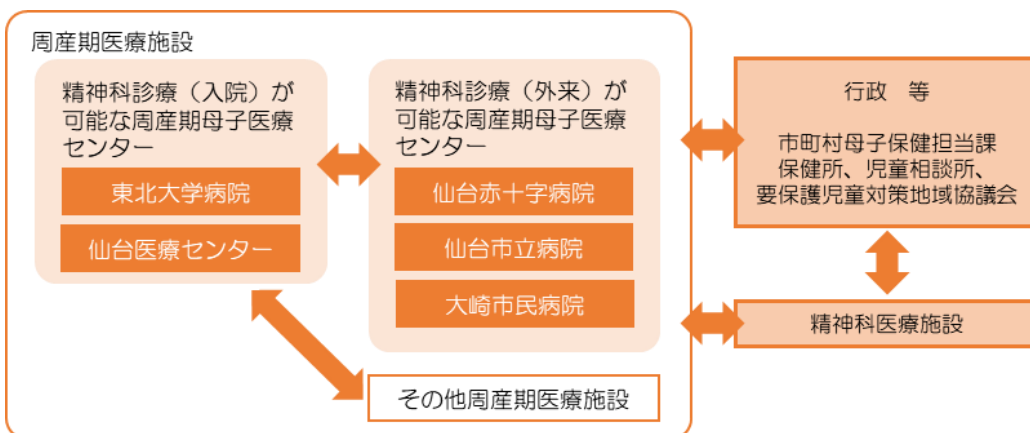 周産期医療施設
精神科診療（入院）が
可能な周産期母子医療
センター
東北大学病院
仙台医療センター
精神科診療（外来）が
可能な周産期母子医療
センター
仙台赤十字病院
仙台市立病院
大崎市民病院
その他周産期医療施設
行政　等
市町村母子保健担当課
保健所、児童相談所、
要保護児童対策地域協議会
精神科医療施設